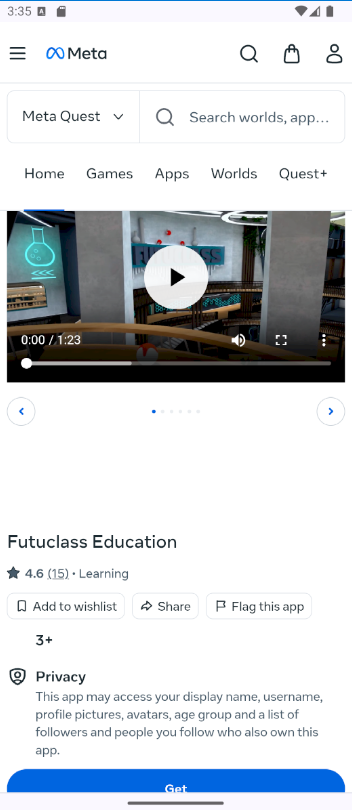 3:35
Meta
Meta Quest
Search worlds, app...
Home
Games
Apps
Worlds
Quest+
0:00 / 1:23
Futuclass Education
4.6 (15) • Learning
Add to wishlist
Share
Flag this app
3+
Privacy
This app may access your display name, username,
profile pictures, avatars, age group and a list of
followers and people you follow who also own this
app.
Get